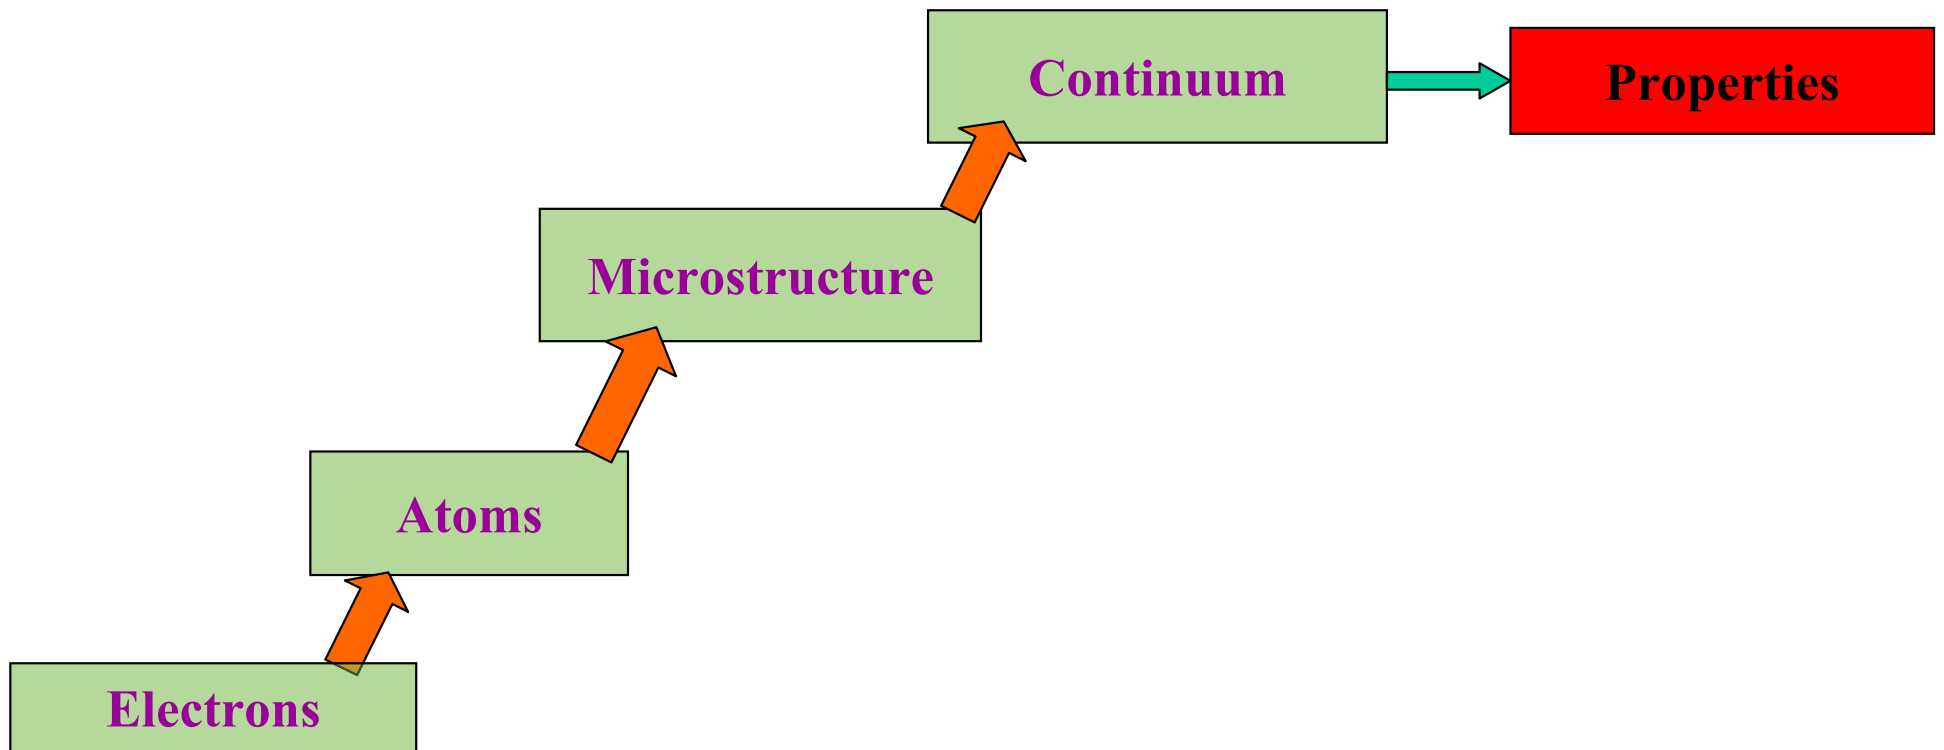 Continuum
Properties
Microstructure
Atoms
Electrons